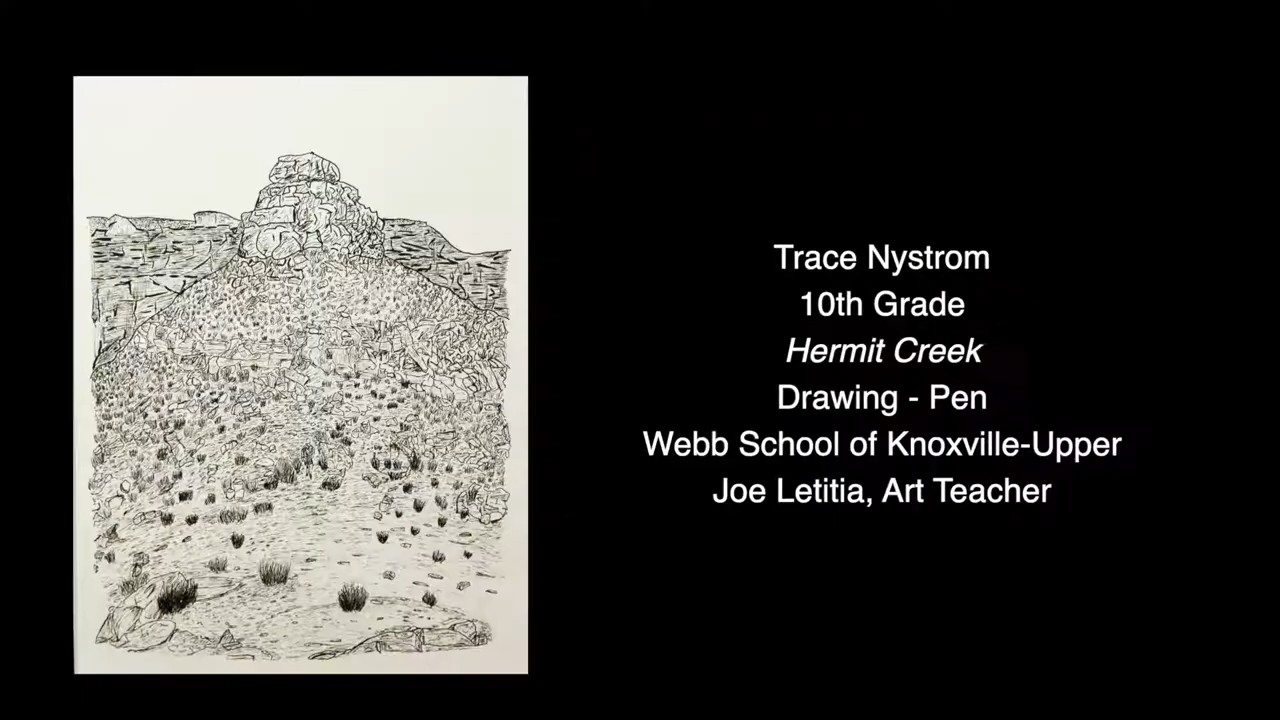 Trace Nystrom
10th Grade
Hermit Creek
Drawing - Pen
Webb School of Knoxville-Upper
Joe Letitia, Art Teacher